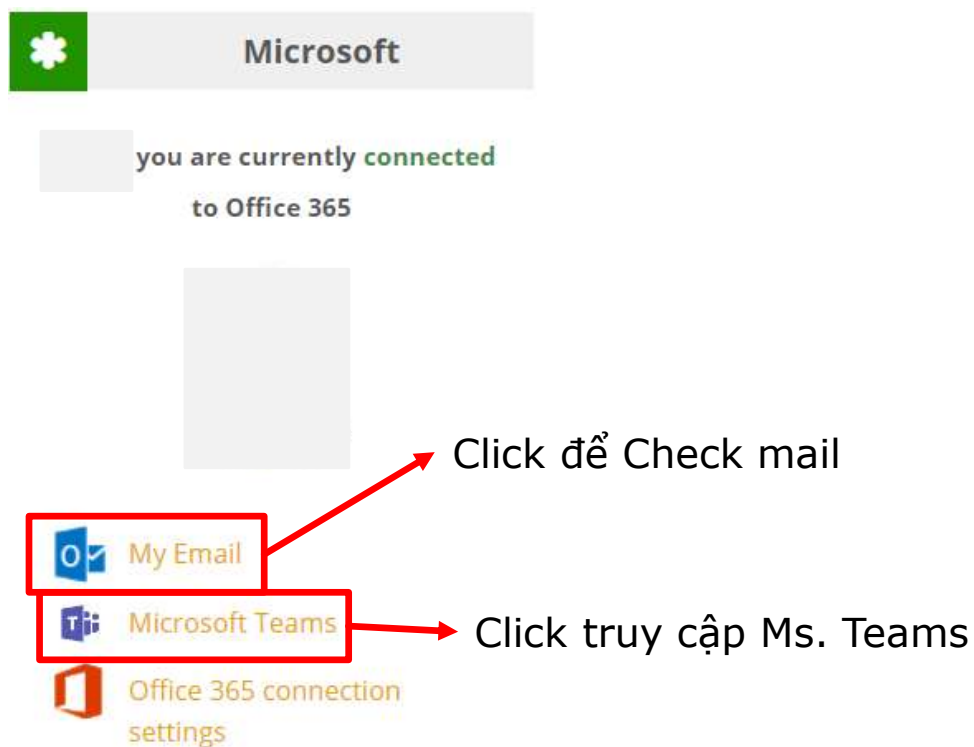 Microsoft
you are currently connected
to Office 365
Click để Check mail
My Email
Microsoft Teams
Click truy cập Ms. Teams
Office 365 connection
settings